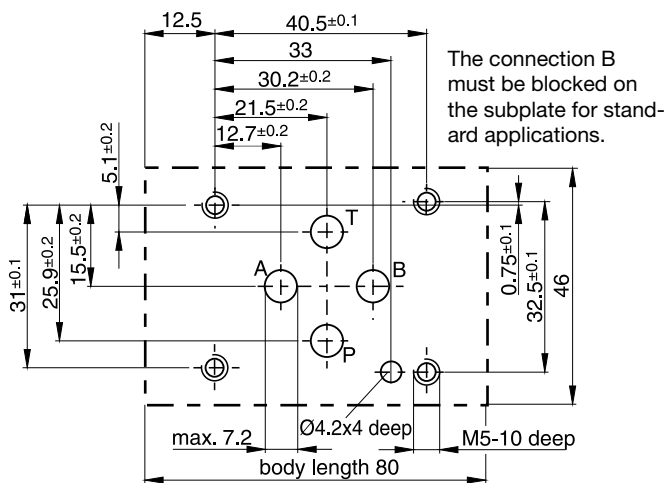 12.5
40.5±0.1
33
30.2±0.2
21.5±0.2
12.7±0.2
The connection B
must be blocked on
the subplate for stand-
ard applications.
5.1±0.2
15.5±0.2
25.9±0.2
31±0.1
T
A
B
P
0.75±0.1
32.5±0.1
46
Ø4.2x4 deep
max. 7.2
M5-10 deep
body length 80